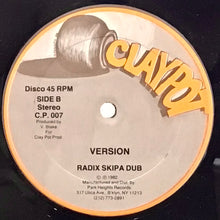 CLAYPOT
Disco 45 RPM
SIDE B
Stereo
C.P. 007
Produced by
V. Blake
For
Clay Pot Prod.
VERSION
RADIX SKIPA DUB
© ℗ 1982
Manufactured and Dist. by
Park Heights Records
517 Utica Ave., B'klyn, NY 11213
(212) 773-0891